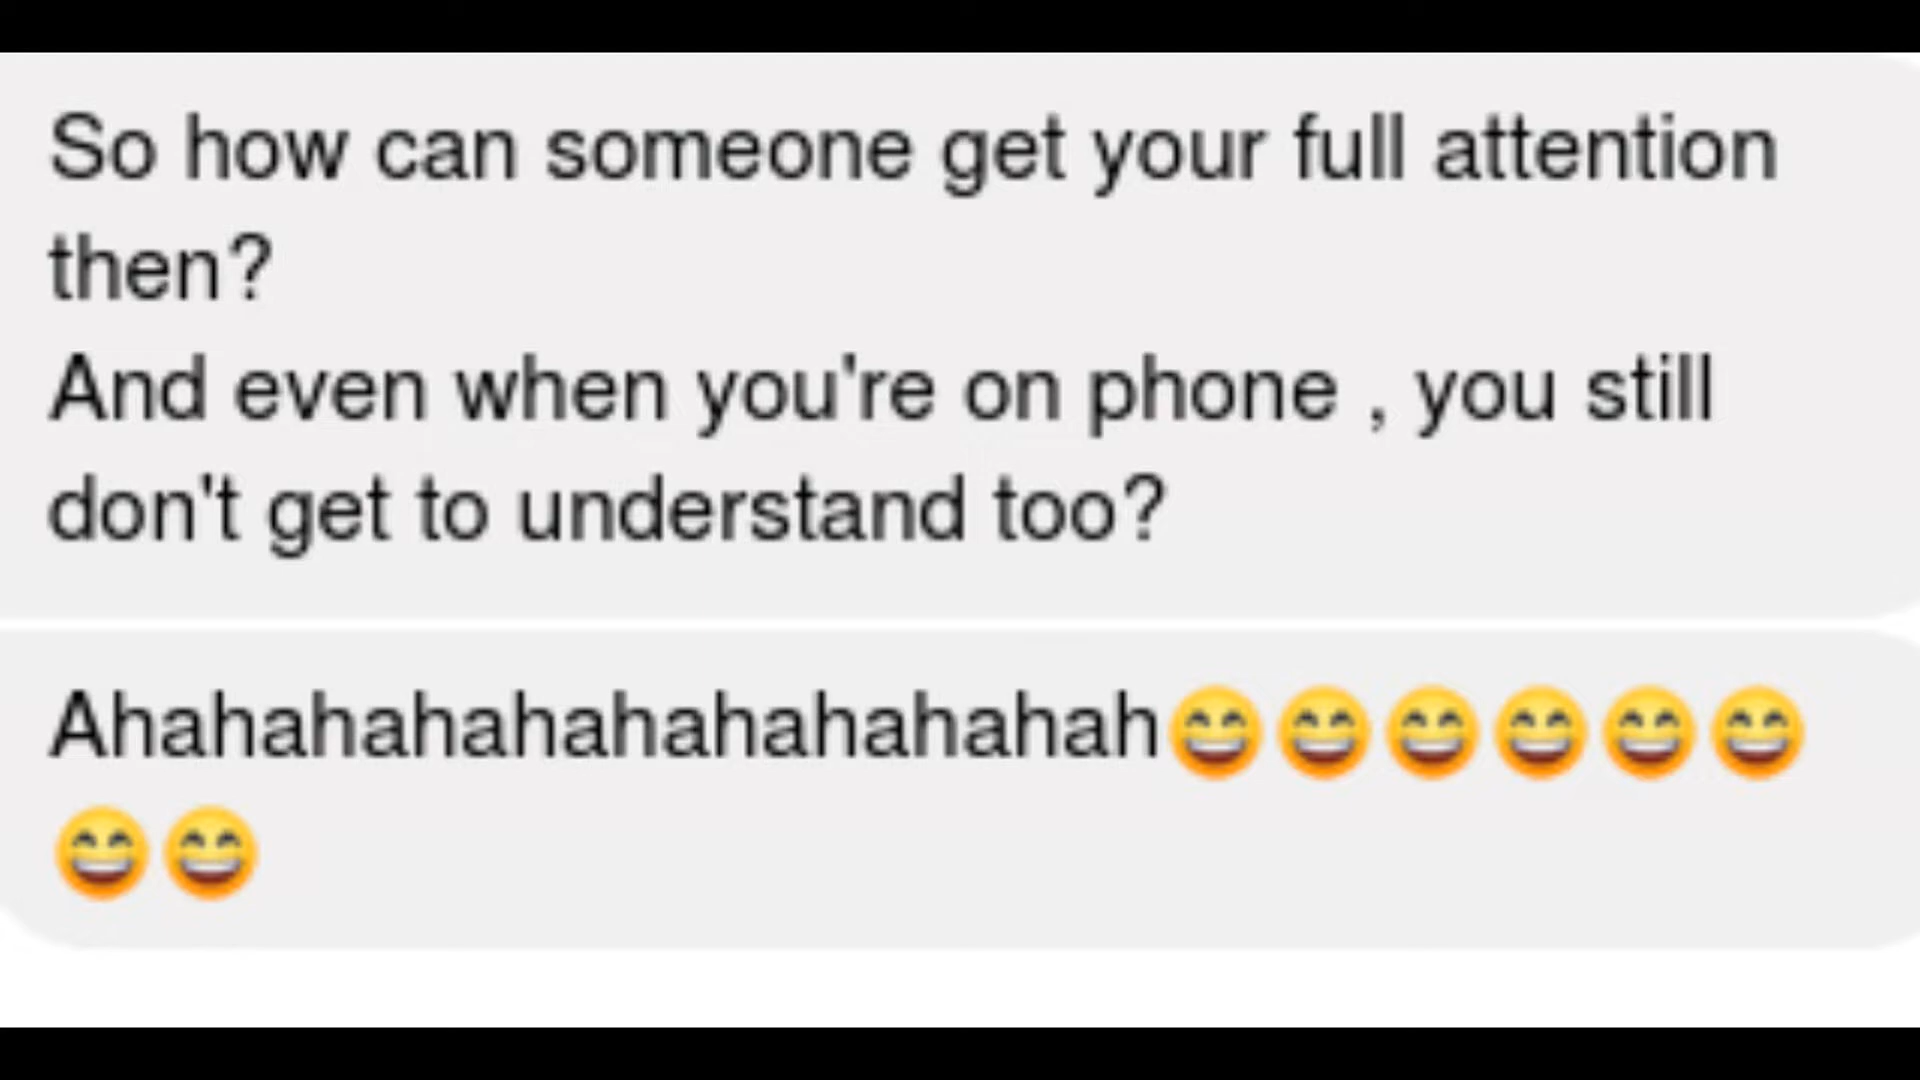 So how can someone get your full attention
then?
And even when you're on phone , you still
don't get to understand too?
Ahahahahahahahahahahah😄😄😄😄😄😄
😄😄